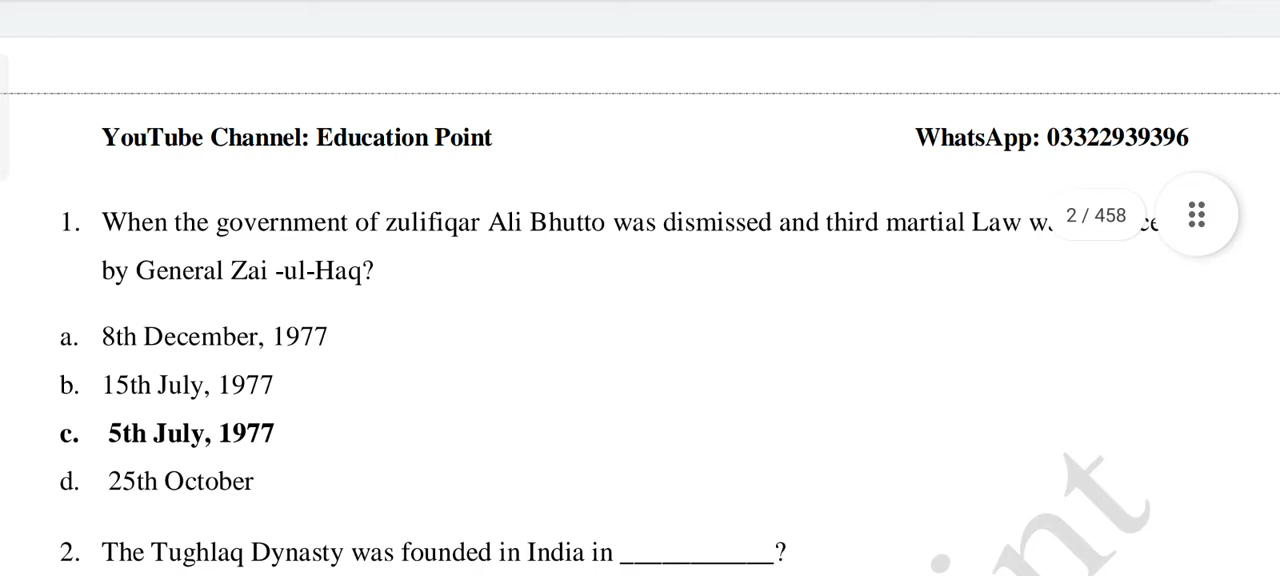 YouTube Channel: Education Point WhatsApp: 03322939396
1. When the government of zulifiqar Ali Bhutto was dismissed and third martial Law 2 / 458
by General Zai -ul-Haq?
a. 8th December, 1977
b. 15th July, 1977
c. 5th July, 1977
d. 25th October
2. The Tughlaq Dynasty was founded in India in ___________?